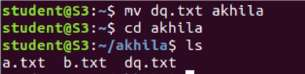 student@S3:~$ mv dq.txt akhila
student@S3:~$ cd akhila
student@S3:~/akhila$ ls
a.txt  b.txt  dq.txt